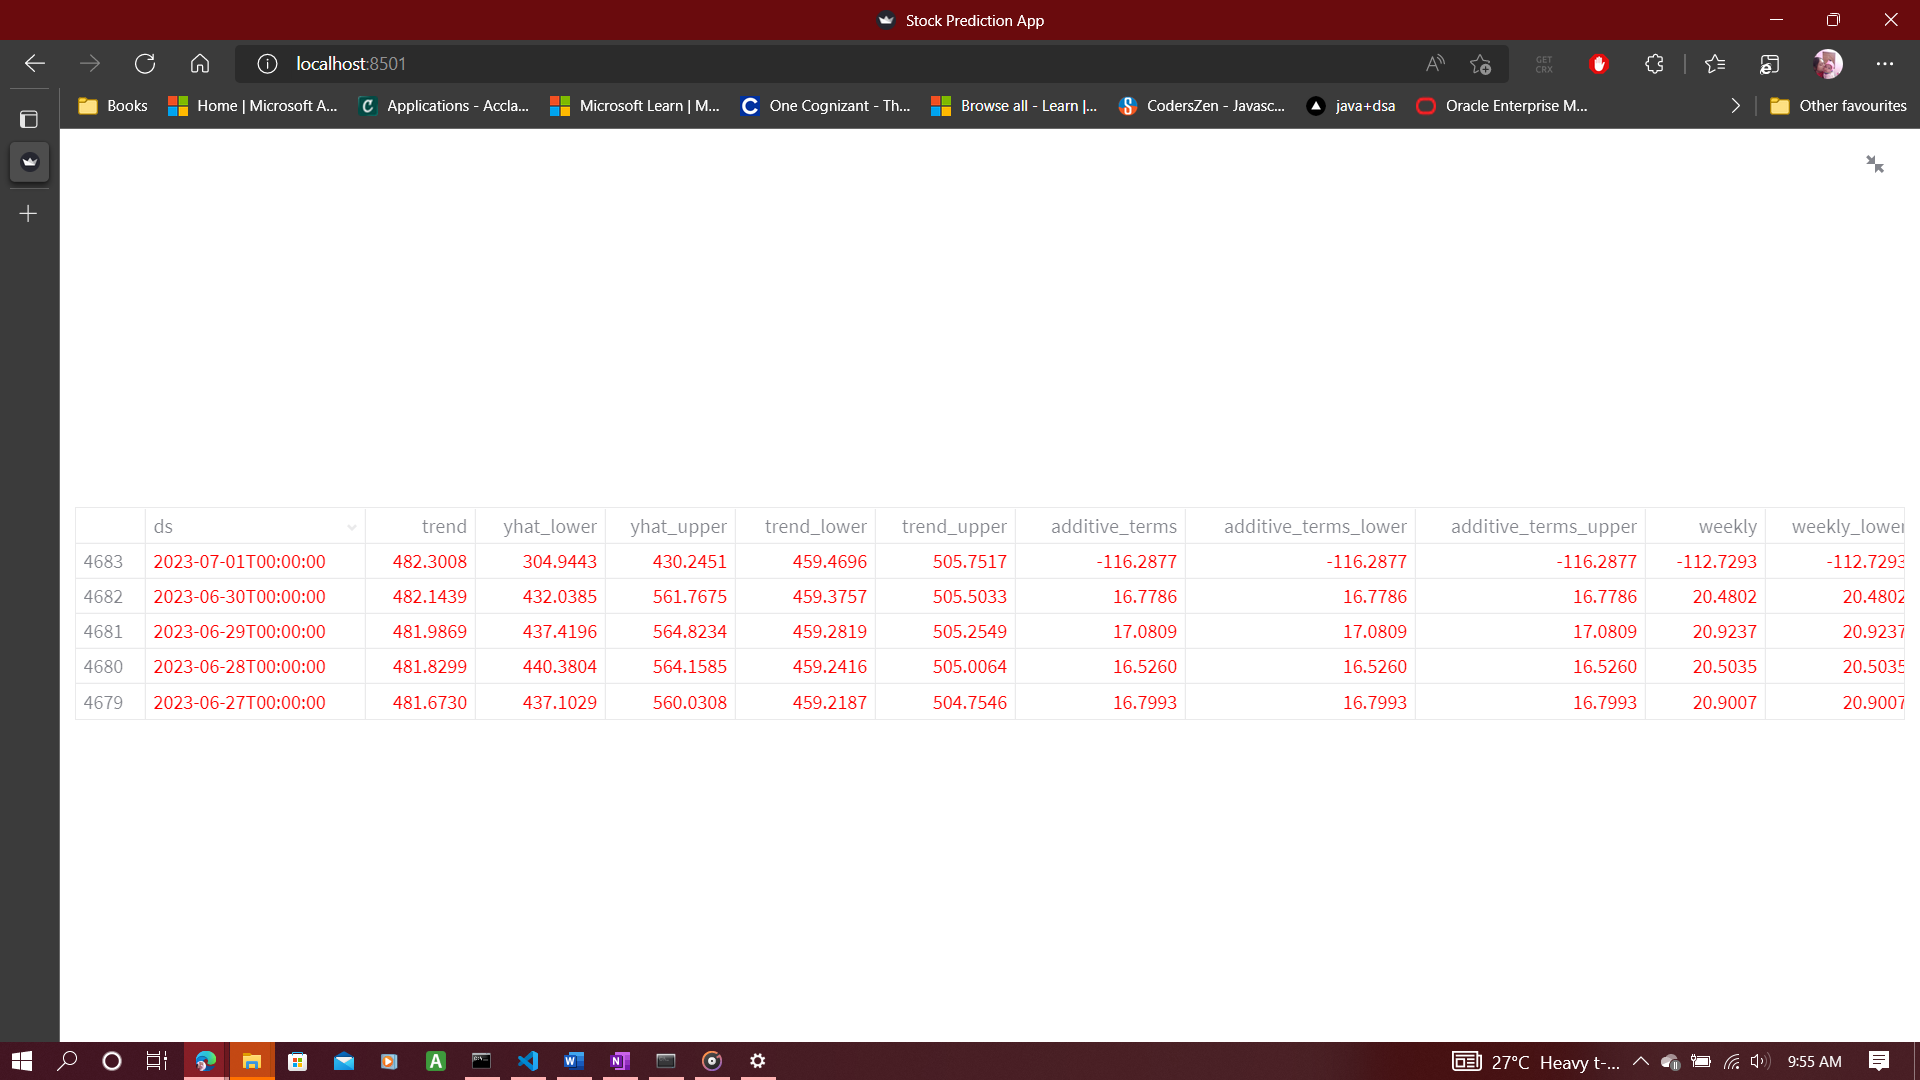 Stock Prediction App
localhost:8501
GET CRX
Books Home | Microsoft A... Applications - Accla... Microsoft Learn | M... One Cognizant - Th... Browse all - Learn |... CodersZen - Javasc... java+dsa Oracle Enterprise M... Other favourites
ds trend yhat_lower yhat_upper trend_lower trend_upper additive_terms additive_terms_lower additive_terms_upper weekly weekly_lower
4683 2023-07-01T00:00:00 482.3008 304.9443 430.2451 459.4696 505.7517 -116.2877 -116.2877 -116.2877 -112.7293 -112.7293
4682 2023-06-30T00:00:00 482.1439 432.0385 561.7675 459.3757 505.5033 16.7786 16.7786 16.7786 20.4802 20.4802
4681 2023-06-29T00:00:00 481.9869 437.4196 564.8234 459.2819 505.2549 17.0809 17.0809 17.0809 20.9237 20.9237
4680 2023-06-28T00:00:00 481.8299 440.3804 564.1585 459.2416 505.0064 16.5260 16.5260 16.5260 20.5035 20.5035
4679 2023-06-27T00:00:00 481.6730 437.1029 560.0308 459.2187 504.7546 16.7993 16.7993 16.7993 20.9007 20.9007
27°C Heavy t-... 9:55 AM